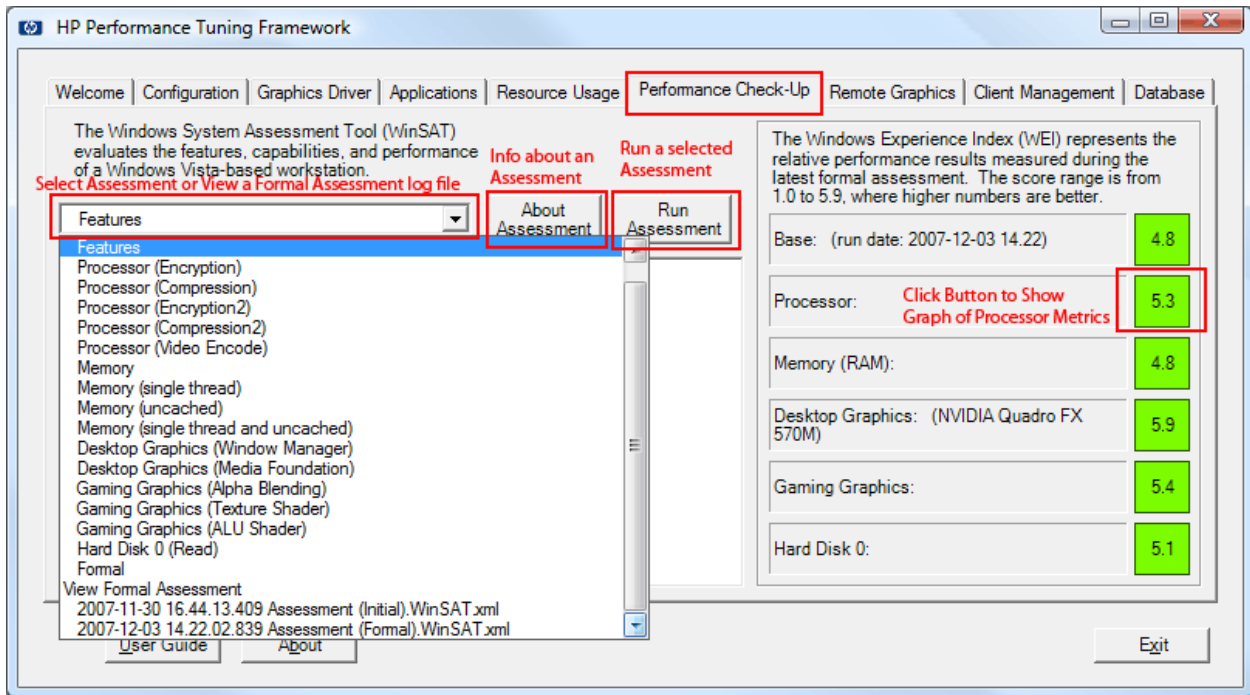 HP Performance Tuning Framework
Welcome
Configuration
Graphics Driver
Applications
Resource Usage
Performance Check-Up
Remote Graphics
Client Management
Database
The Windows System Assessment Tool (WinSAT)
evaluates the features, capabilities, and performance
of a Windows Vista-based workstation.
Select Assessment or View a Formal Assessment log file
Info about an
Assessment
Run a selected
Assessment
Features
About
Assessment
Run
Assessment
Features
Processor (Encryption)
Processor (Compression)
Processor (Encryption2)
Processor (Compression2)
Processor (Video Encode)
Memory
Memory (single thread)
Memory (uncached)
Memory (single thread and uncached)
Desktop Graphics (Window Manager)
Desktop Graphics (Media Foundation)
Gaming Graphics (Alpha Blending)
Gaming Graphics (Texture Shader)
Gaming Graphics (ALU Shader)
Hard Disk 0 (Read)
Formal
View Formal Assessment
2007-11-30 16.44.13.409 Assessment (Initial).WinSAT.xml
2007-12-03 14.22.02.839 Assessment (Formal).WinSAT.xml
The Windows Experience Index (WEI) represents the
relative performance results measured during the
latest formal assessment. The score range is from
1.0 to 5.9, where higher numbers are better.
Base: (run date: 2007-12-03 14.22)
4.8
Processor:
Click Button to Show
Graph of Processor Metrics
5.3
Memory (RAM):
4.8
Desktop Graphics: (NVIDIA Quadro FX
570M)
5.9
Gaming Graphics:
5.4
Hard Disk 0:
5.1
User Guide
About
Exit